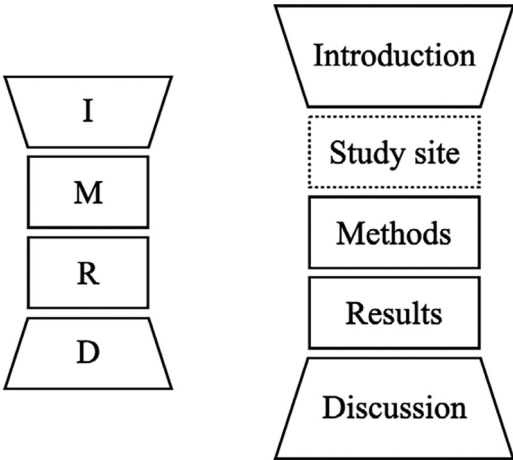 I
M
R
D
Introduction
Study site
Methods
Results
Discussion